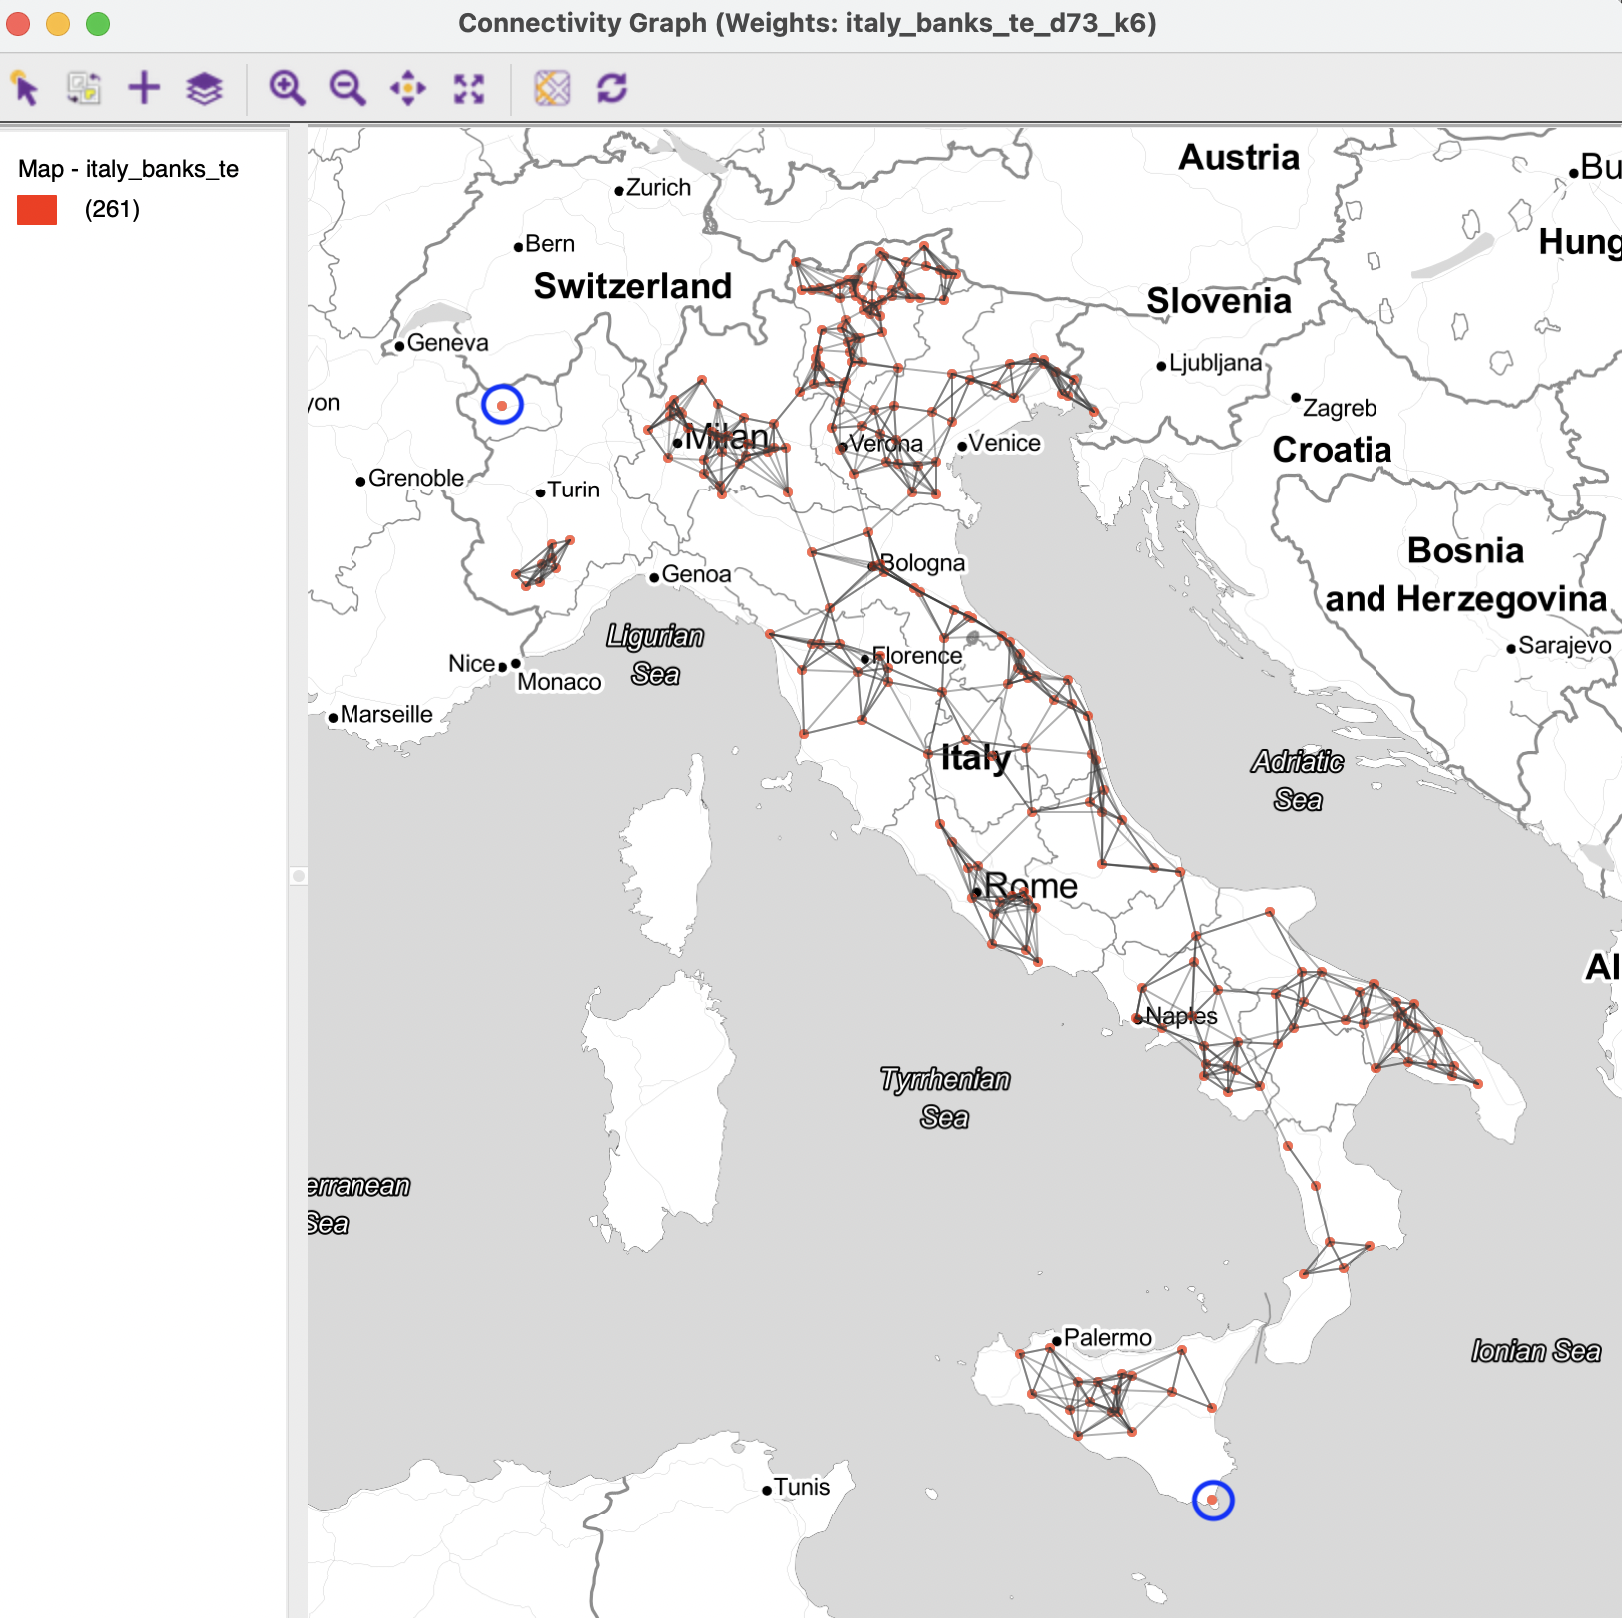 Connectivity Graph (Weights: italy_banks_te_d73_k6)
Map - italy_banks_te
(261)
Austria
Zurich
Bu
Bern
Hung
Switzerland
Slovenia
Geneva
Ljubljana
yon
Zagreb
Milan
Verona
Venice
Croatia
Grenoble
Turin
Bosnia
and Herzegovina
Bologna
Genoa
Ligurian
Sea
Florence
Sarajevo
Nice
Monaco
Marseille
Italy
Adriatic
Sea
Rome
Al
Naples
Tyrrhenian
Sea
erranean
Sea
Palermo
Ionian Sea
Tunis